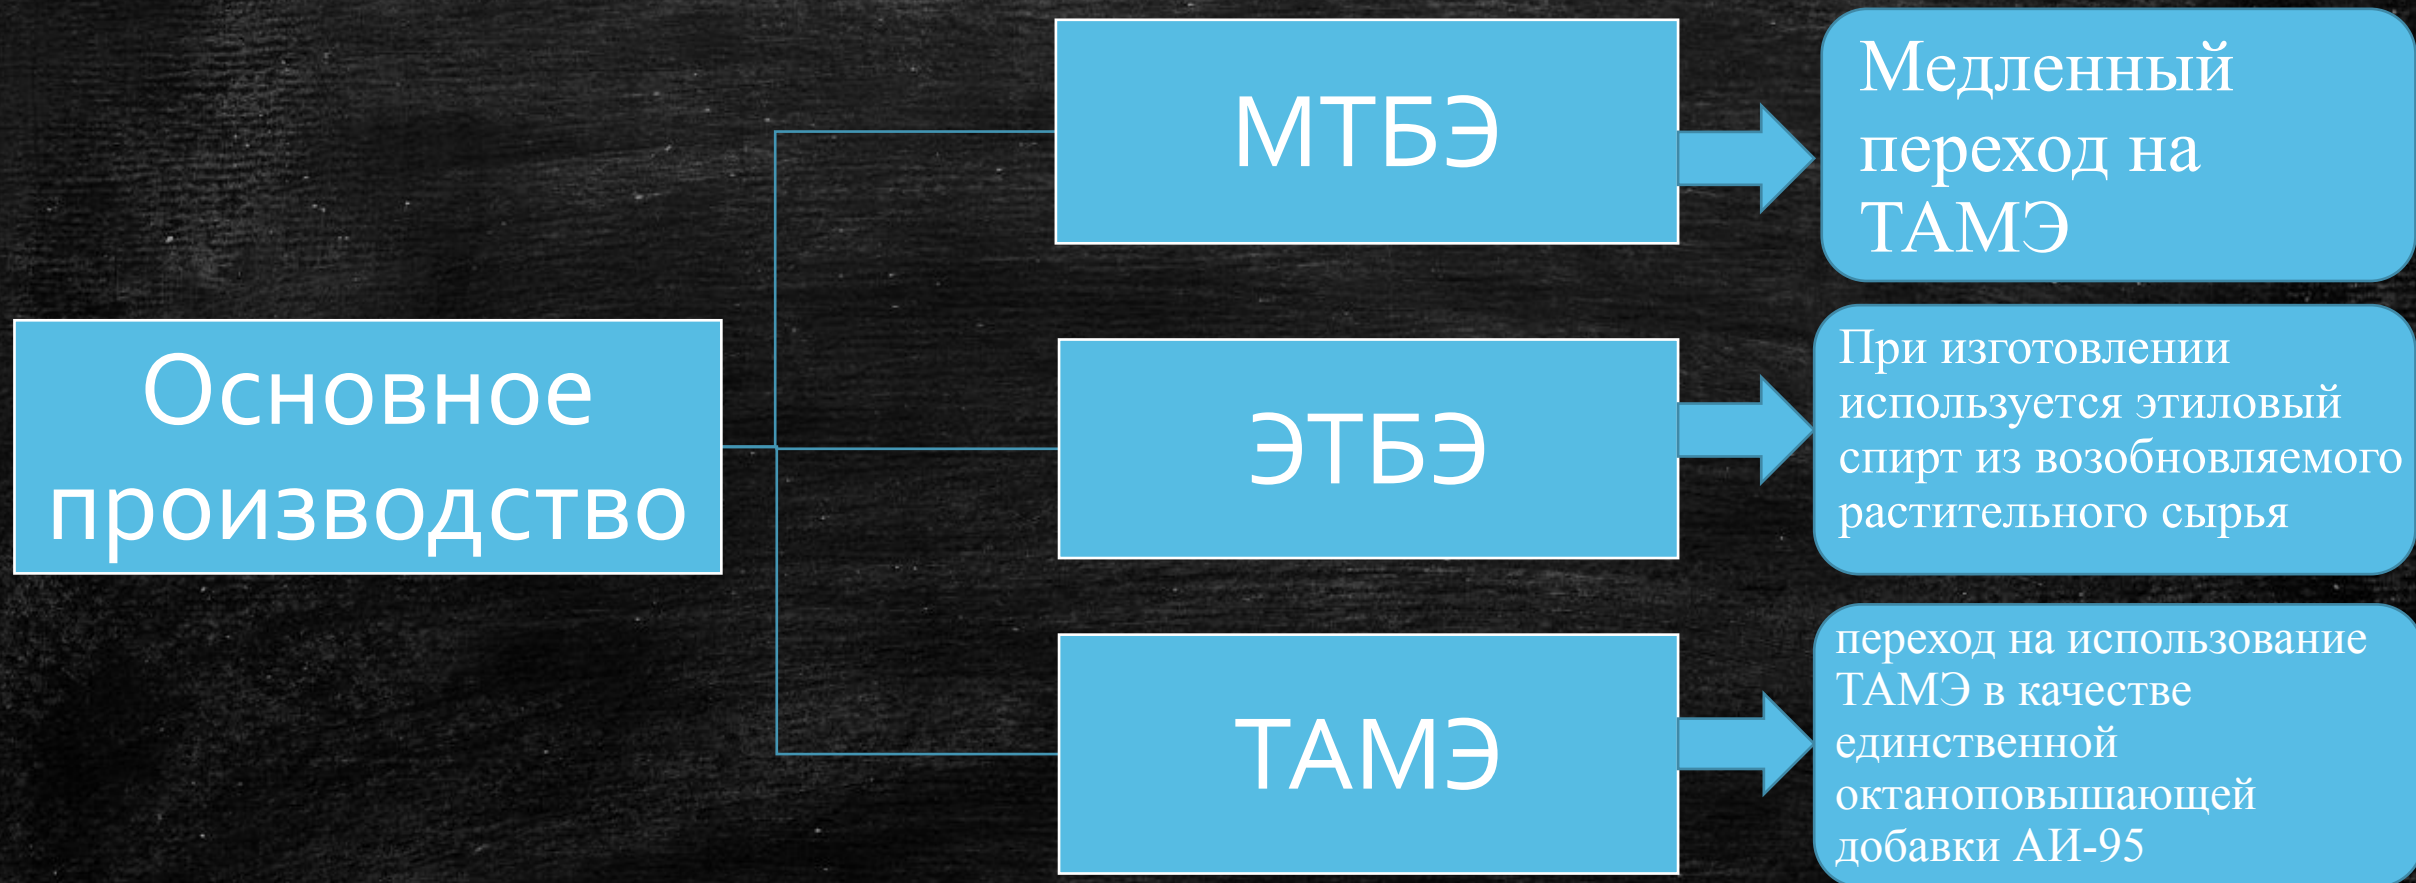 Основное
производство
МТБЭ
Медленный
переход на
ТАМЭ
ЭТБЭ
При изготовлении
используется этиловый
спирт из возобновляемого
растительного сырья
ТАМЭ
переход на использование
ТАМЭ в качестве
единственной
октаноповышающей
добавки АИ-95